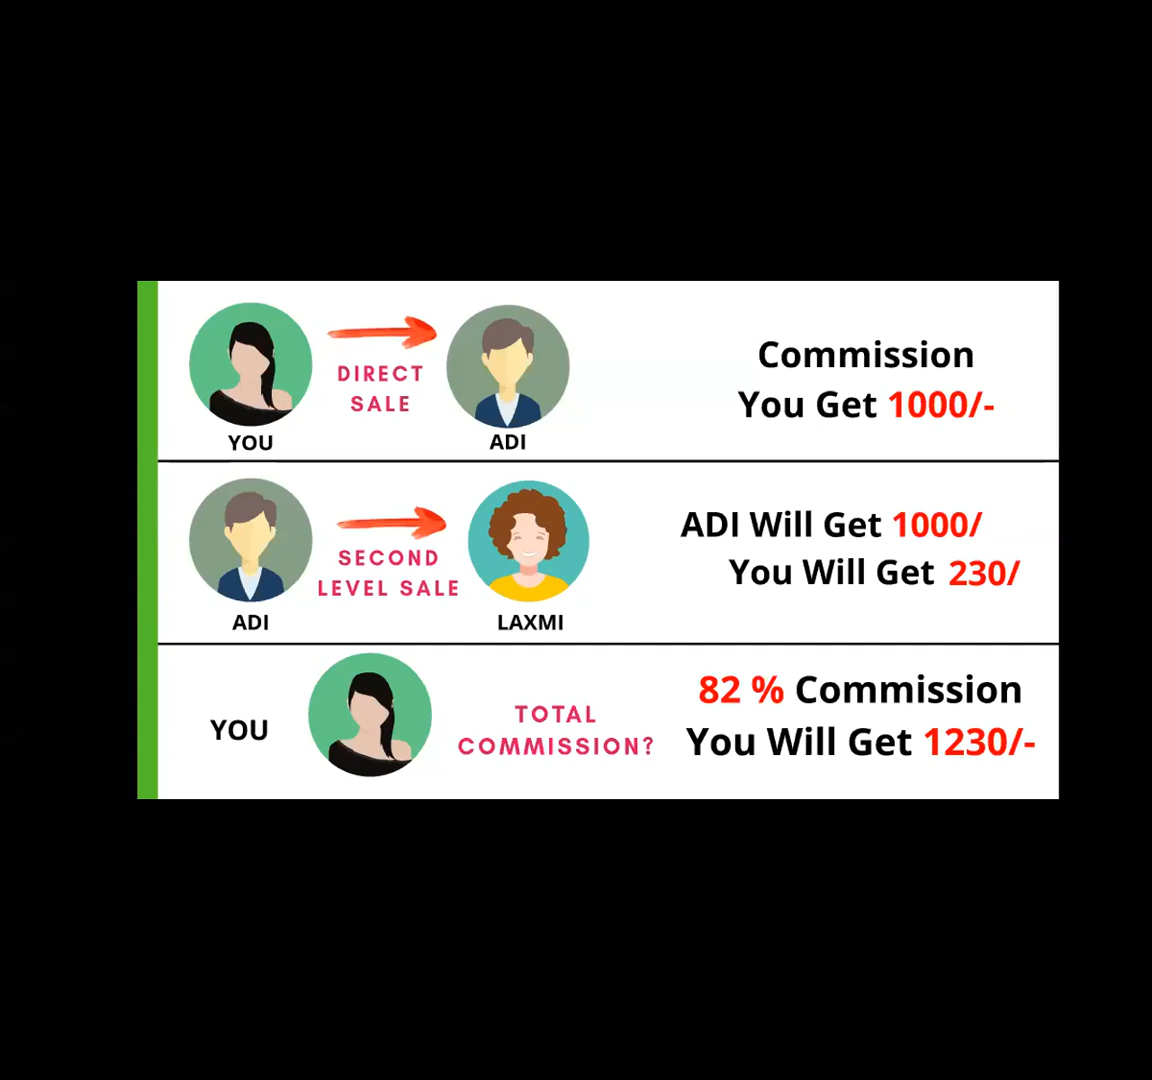 DIRECT
SALE
YOU
ADI
Commission
You Get 1000/-
SECOND
LEVEL SALE
ADI
LAXMI
ADI Will Get 1000/
You Will Get 230/
YOU
TOTAL
COMMISSION?
82 % Commission
You Will Get 1230/-